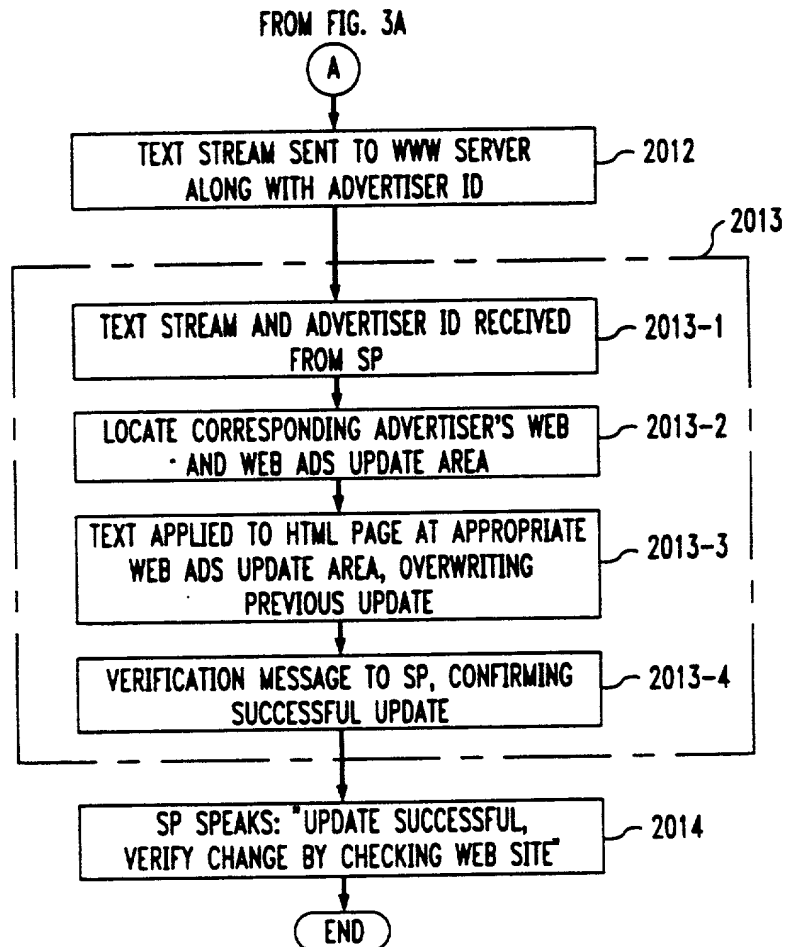 FROM FIG. 3A
A
TEXT STREAM SENT TO WWW SERVER
ALONG WITH ADVERTISER ID
2012
2013
TEXT STREAM AND ADVERTISER ID RECEIVED
FROM SP
2013-1
LOCATE CORRESPONDING ADVERTISER'S WEB
AND WEB ADS UPDATE AREA
2013-2
TEXT APPLIED TO HTML PAGE AT APPROPRIATE
WEB ADS UPDATE AREA, OVERWRITING
PREVIOUS UPDATE
2013-3
VERIFICATION MESSAGE TO SP, CONFIRMING
SUCCESSFUL UPDATE
2013-4
SP SPEAKS: "UPDATE SUCCESSFUL,
VERIFY CHANGE BY CHECKING WEB SITE"
2014
END